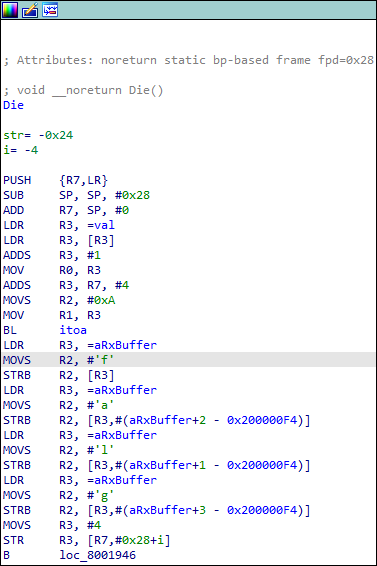 ; Attributes: noreturn static bp-based frame fpd=0x28
; void __noreturn Die()
Die
str= -0x24
i= -4
PUSH {R7,LR}
SUB SP, SP, #0x28
ADD R7, SP, #0
LDR R3, =val
LDR R3, [R3]
ADDS R3, #1
MOV R0, R3
ADDS R3, R7, #4
MOVS R2, #0xA
MOV R1, R3
BL itoa
LDR R3, =aRxBuffer
MOVS R2, #'f'
STRB R2, [R3]
LDR R3, =aRxBuffer
MOVS R2, #'a'
STRB R2, [R3,#(aRxBuffer+2 - 0x200000F4)]
LDR R3, =aRxBuffer
MOVS R2, #'l'
STRB R2, [R3,#(aRxBuffer+1 - 0x200000F4)]
LDR R3, =aRxBuffer
MOVS R2, #'g'
STRB R2, [R3,#(aRxBuffer+3 - 0x200000F4)]
MOVS R3, #4
STR R3, [R7,#0x28+i]
B loc_8001946